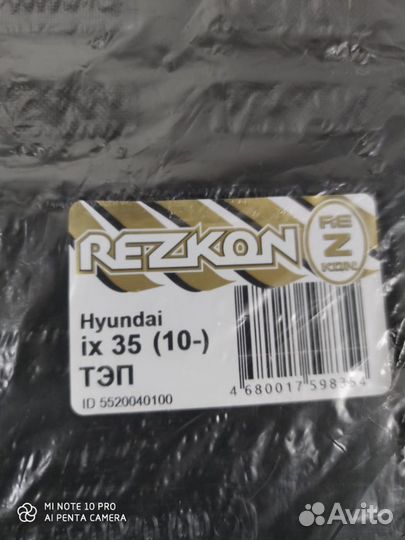 REZKON
RE
Z
KON
Hyundai
ix 35 (10-)
ТЭП
ID 5520040100
4 680017 598354
MI NOTE 10 PRO
AI PENTA CAMERA
Avito